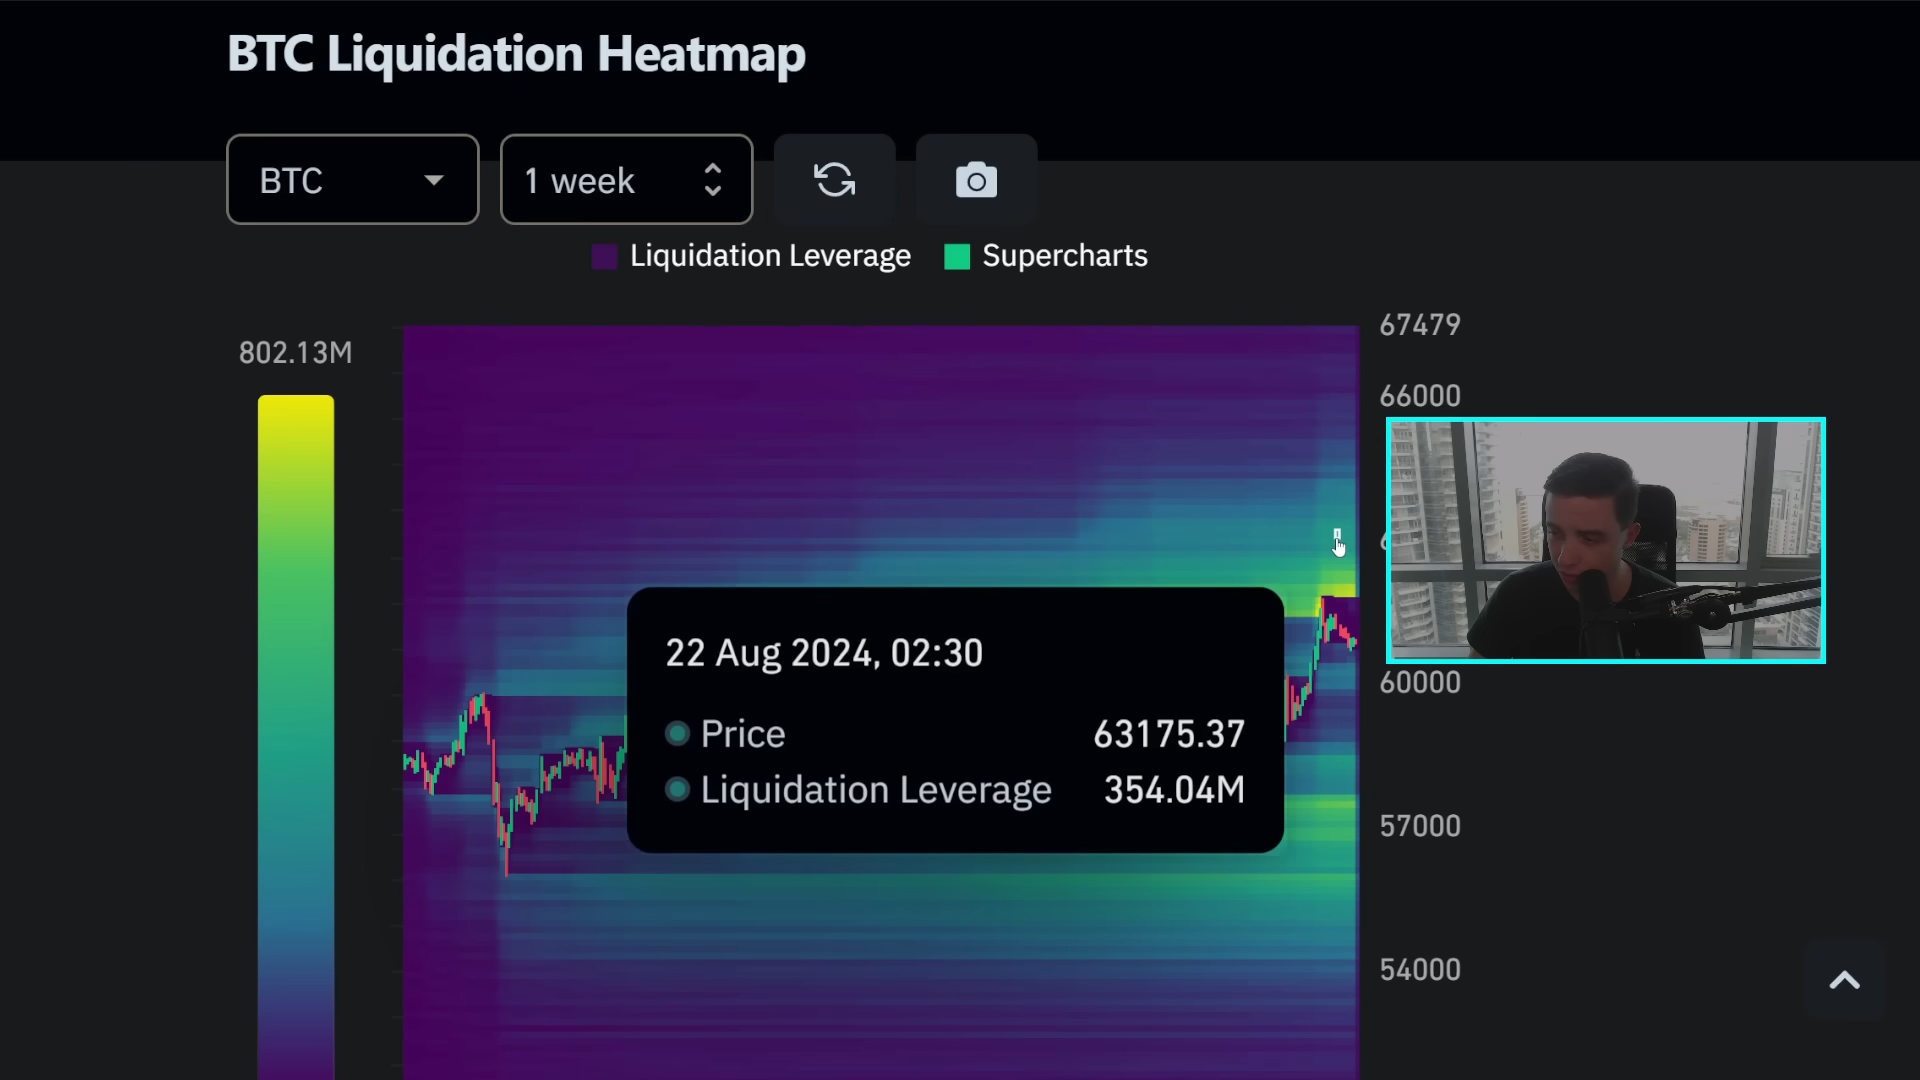 BTC Liquidation Heatmap
BTC
1 week
Liquidation Leverage
Supercharts
802.13M
67479
66000
22 Aug 2024, 02:30
Price 63175.37
Liquidation Leverage 354.04M
60000
57000
54000